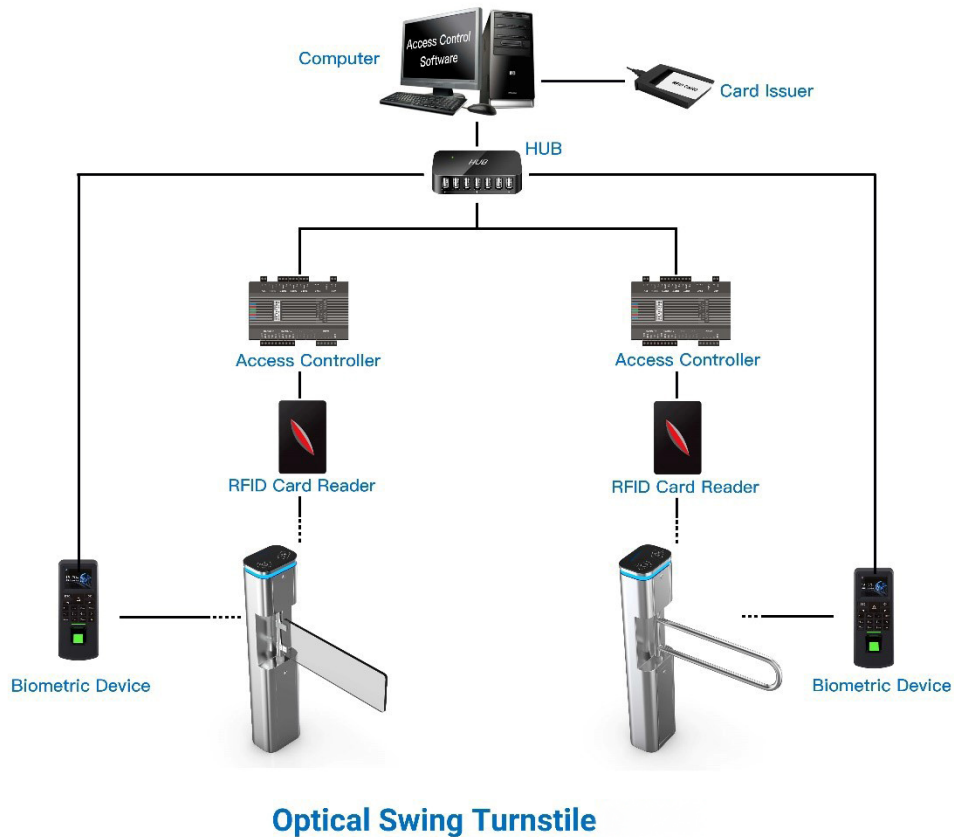 Computer
Access Control
Software
Card Issuer
HUB
HUB
Access Controller
Access Controller
RFID Card Reader
RFID Card Reader
Biometric Device
Biometric Device
Optical Swing Turnstile